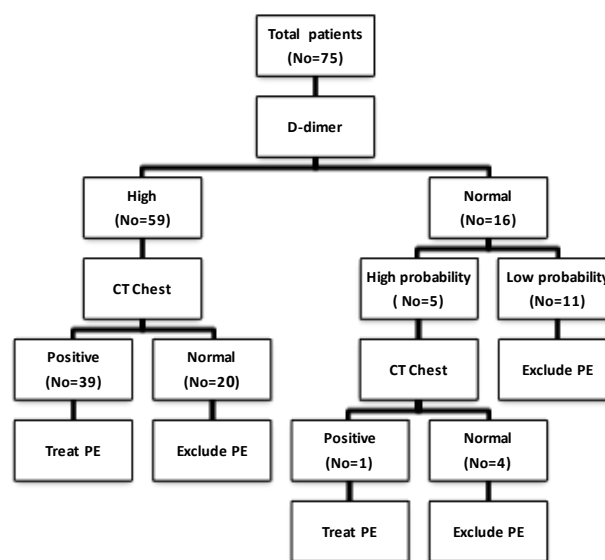 Total patients
(No=75)
D-dimer
High
(No=59)
Normal
(No=16)
CT Chest
High probability
( No=5)
Low probability
(No=11)
Positive
(No=39)
Normal
(No=20)
CT Chest
Exclude PE
Treat PE
Exclude PE
Positive
(No=1)
Normal
(No=4)
Treat PE
Exclude PE